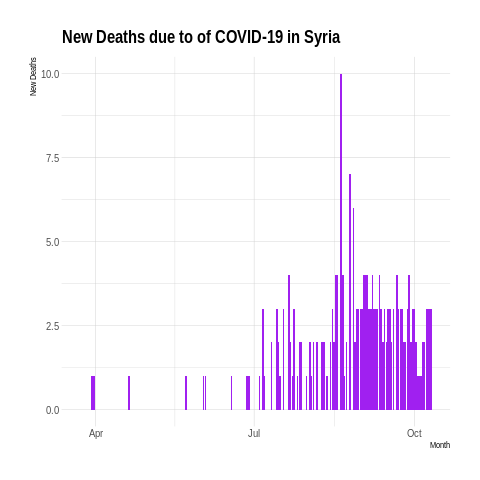 New Deaths due to of COVID-19 in Syria
New Deaths
10.0
7.5
5.0
2.5
0.0
Apr Jul Oct
Month